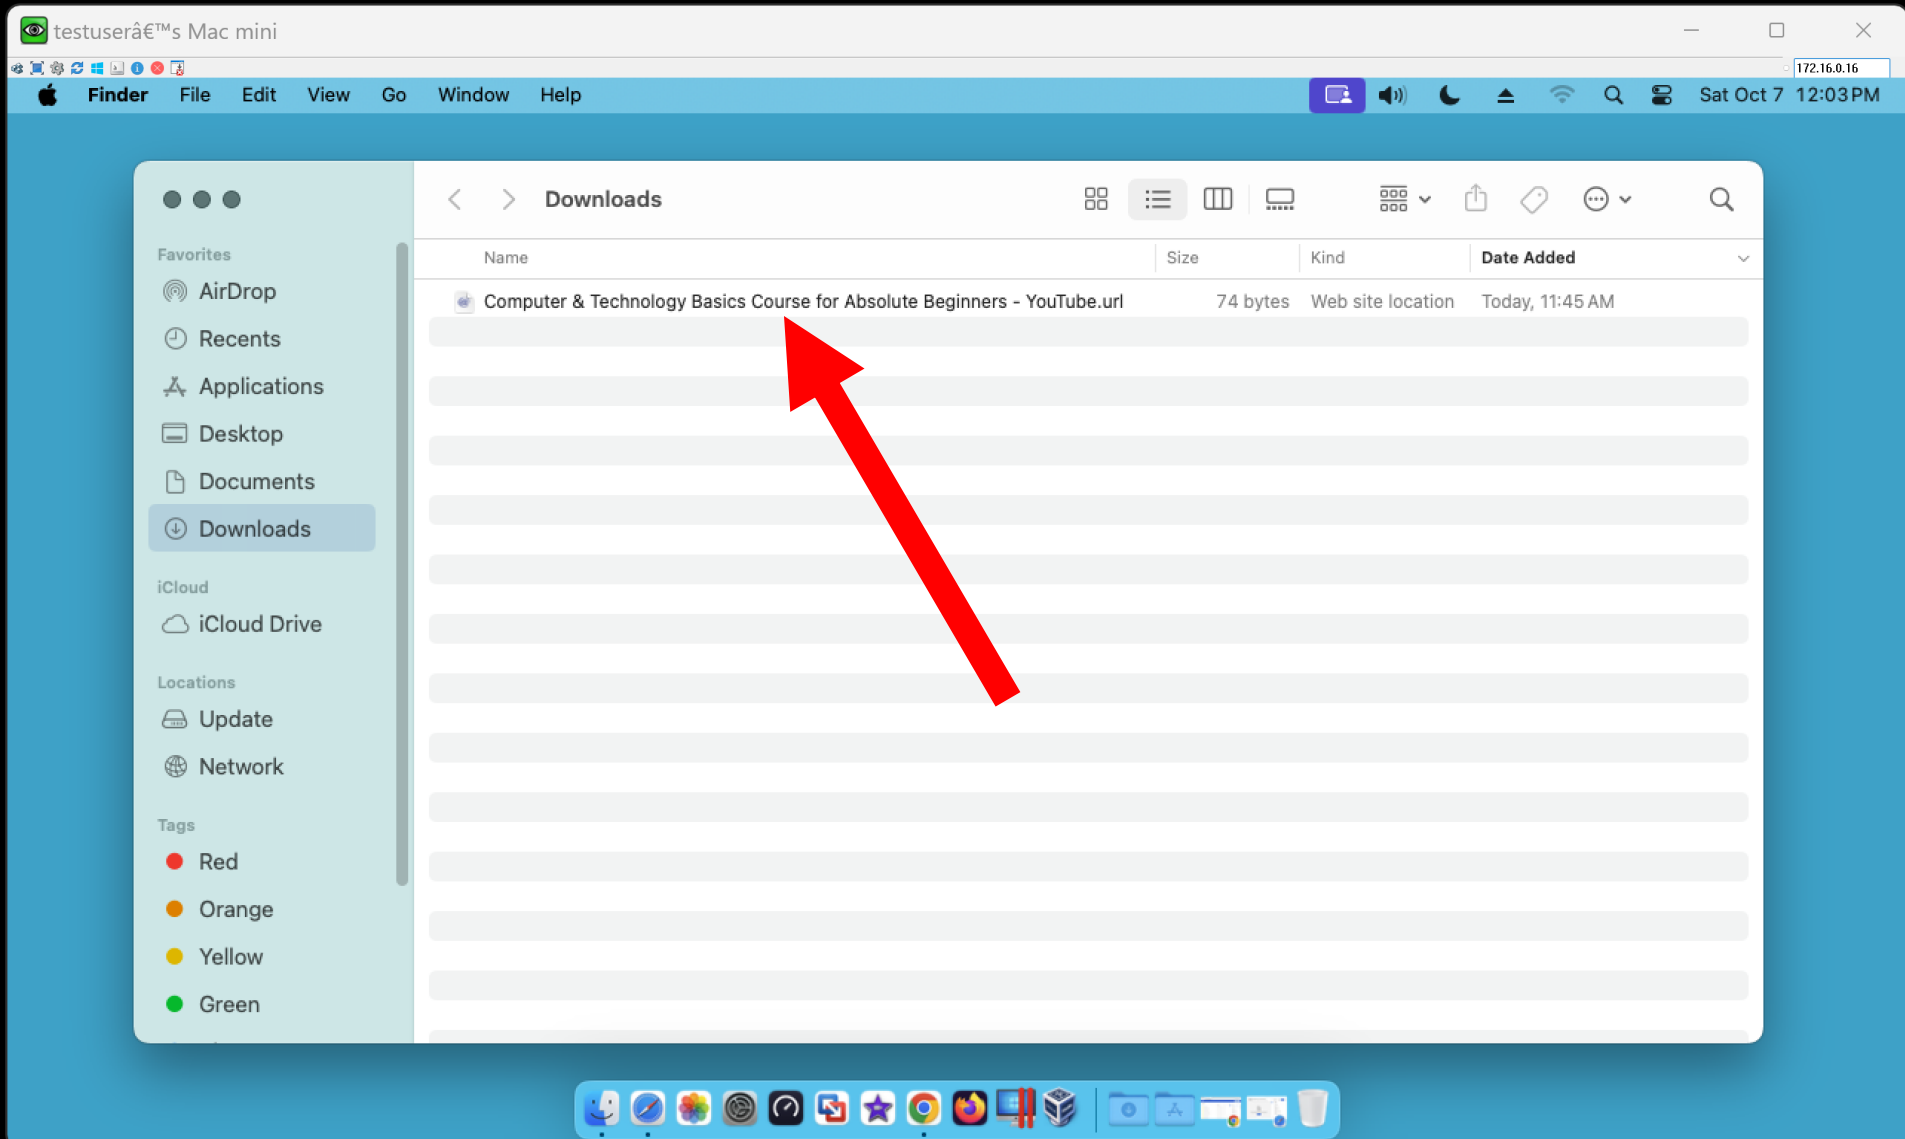 testuserâ€™s Mac mini
172.16.0.16
Finder File Edit View Go Window Help Sat Oct 7 12:03 PM
Downloads
Favorites
AirDrop
Recents
Applications
Desktop
Documents
Downloads
iCloud
iCloud Drive
Locations
Update
Network
Tags
Red
Orange
Yellow
Green
Name Size Kind Date Added
Computer & Technology Basics Course for Absolute Beginners - YouTube.url 74 bytes Web site location Today, 11:45 AM